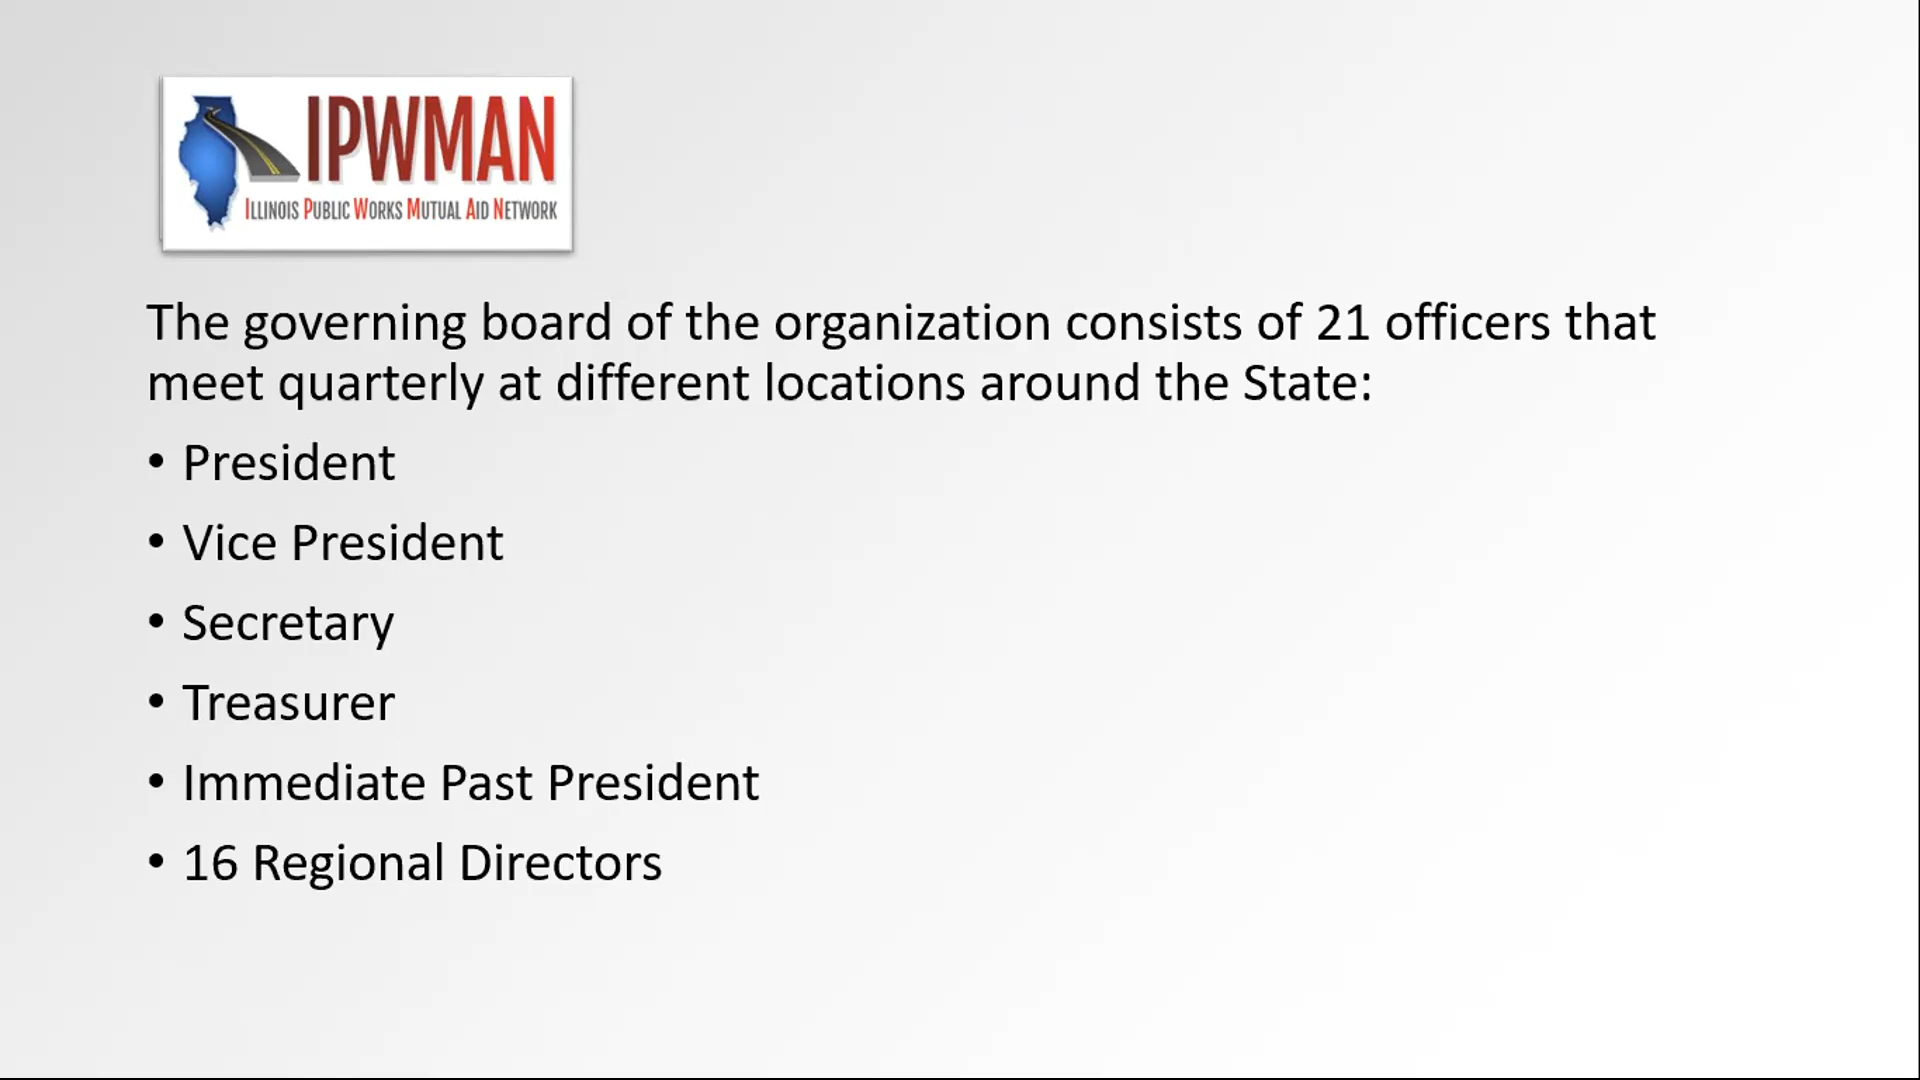 IPWMAN
ILLINOIS PUBLIC WORKS MUTUAL AID NETWORK
The governing board of the organization consists of 21 officers that
meet quarterly at different locations around the State:
• President
• Vice President
• Secretary
• Treasurer
• Immediate Past President
• 16 Regional Directors